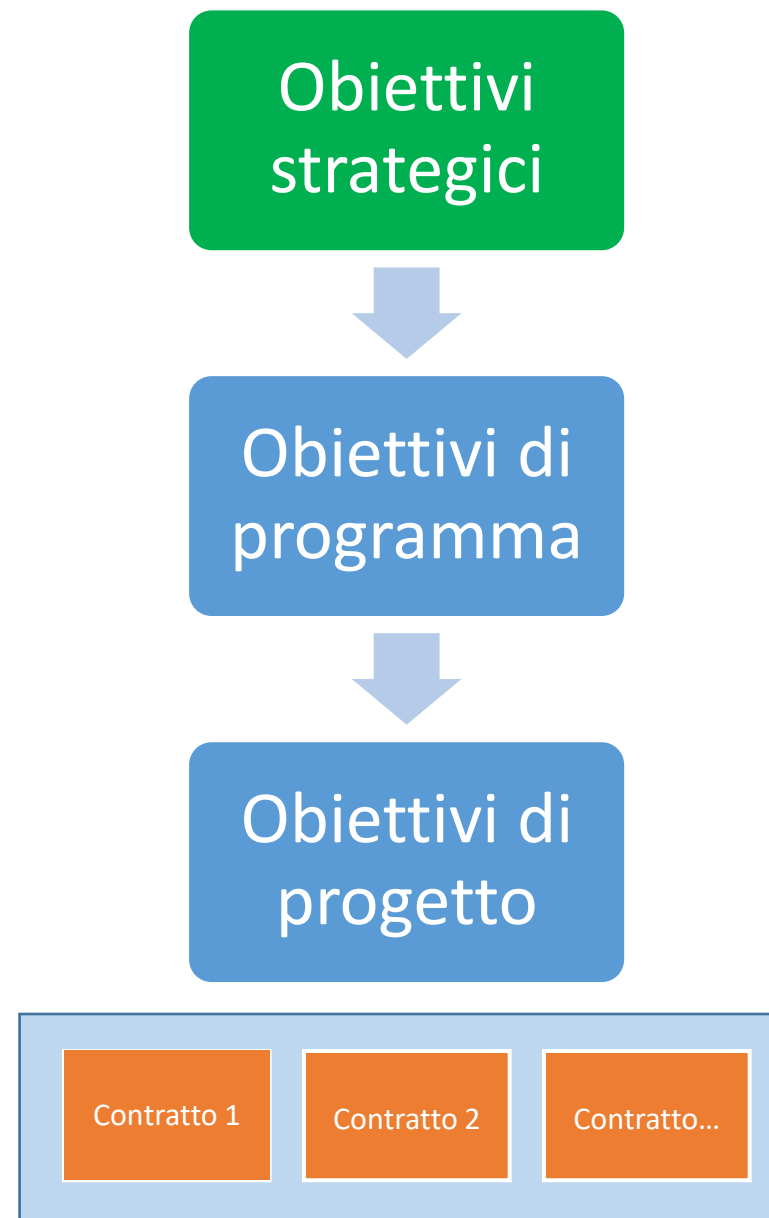 Obiettivi
strategici
Obiettivi di
programma
Obiettivi di
progetto
Contratto 1
Contratto 2
Contratto…